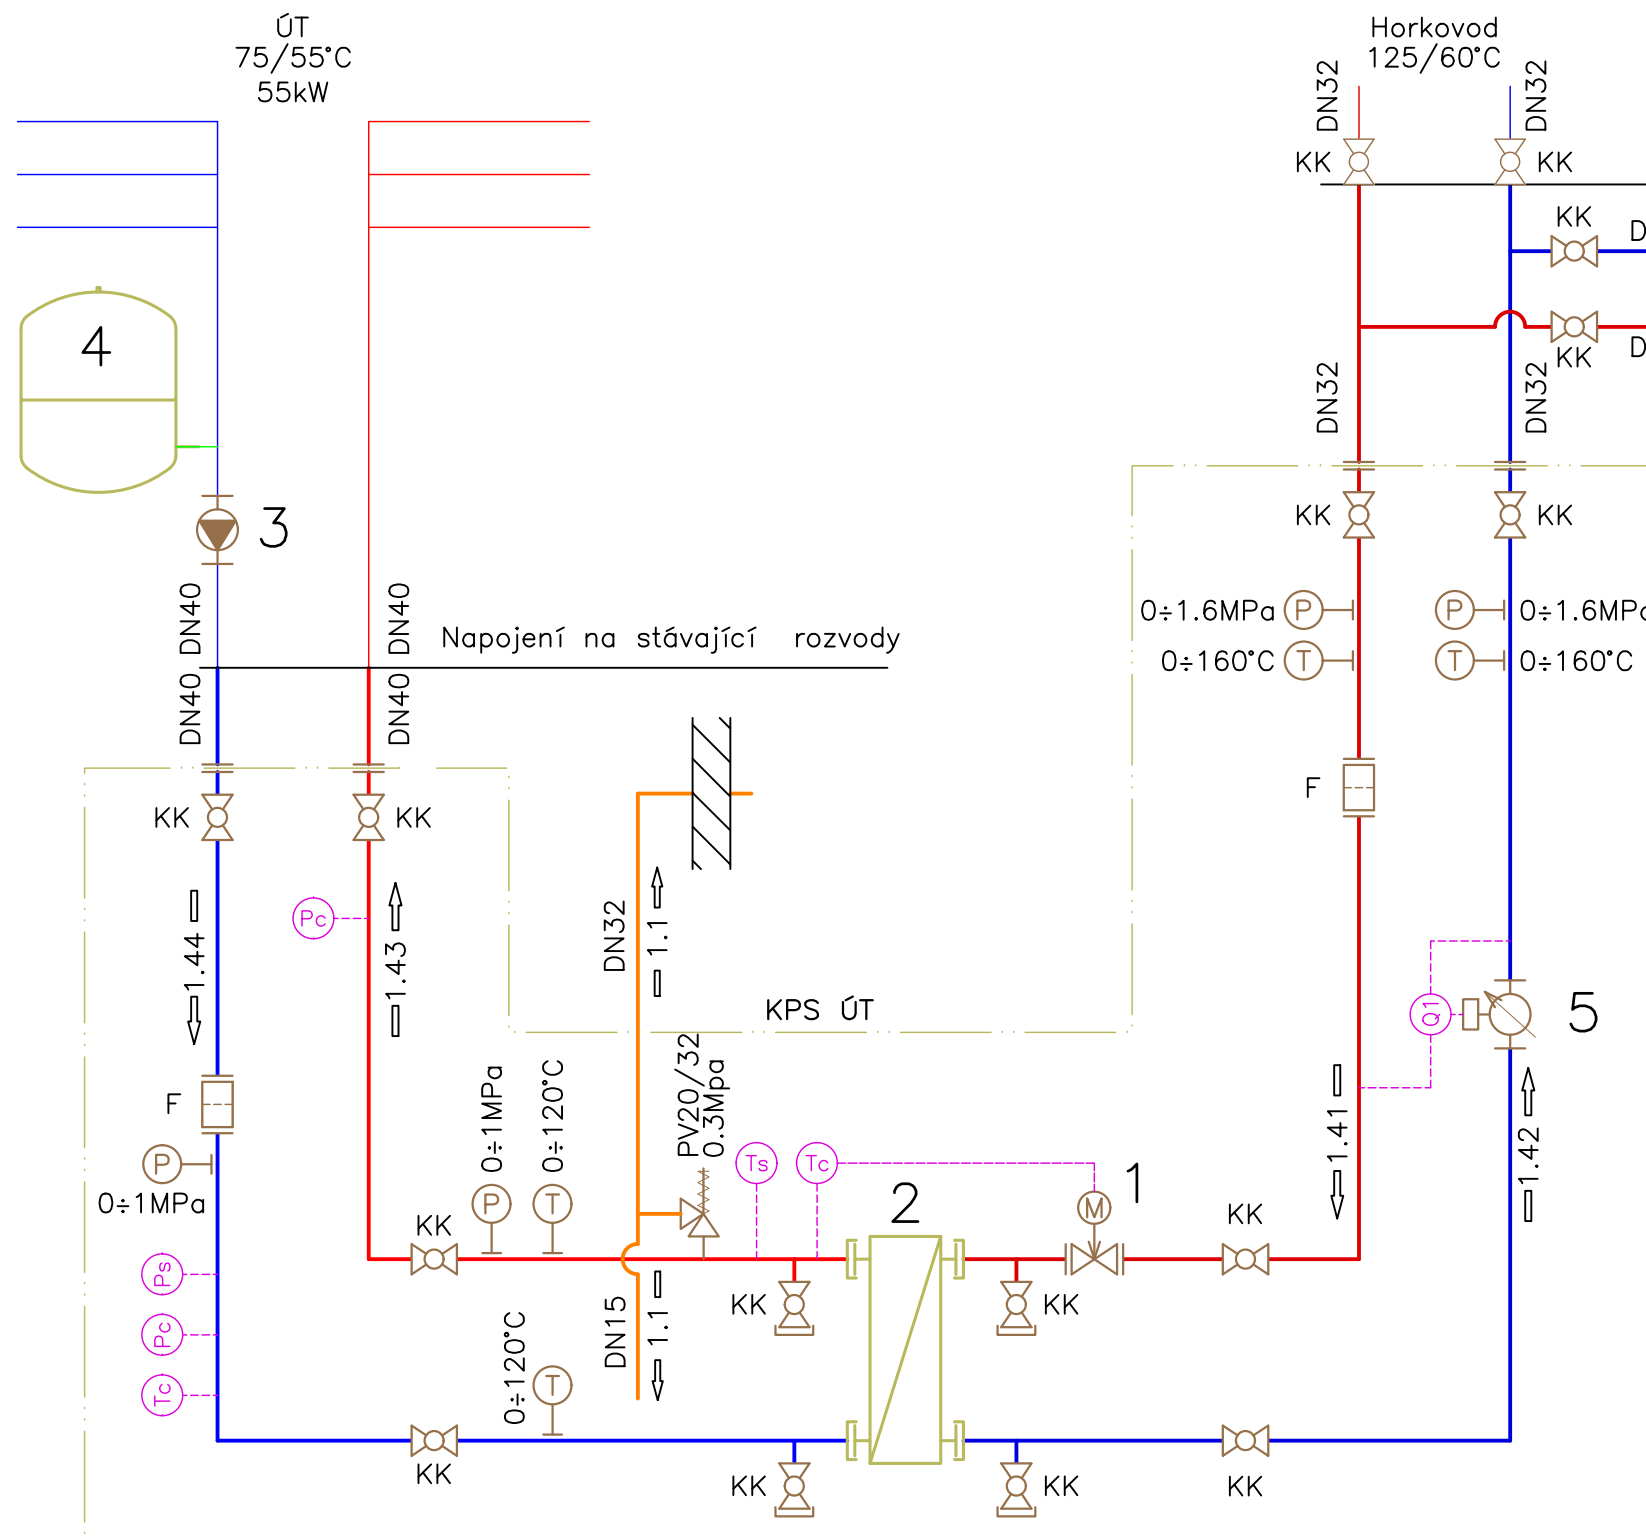 ÚT
75/55°C
55kW
Horkovod
125/60°C
DN32
DN32
KK
KK
KK
D
KK
D
4
DN32
DN32
3
KK
KK
DN40
DN40
Napojení na stávající rozvody
0÷1.6MPa
P
P
0÷1.6MPa
0÷160°C
T
T
0÷160°C
DN40
DN40
F
KK
KK
Pc
1.44
1.43
DN32
1.1
KPS ÚT
Q1
5
PV20/32
0.3Mpa
0÷1MPa
0÷120°C
F
P
0÷1MPa
Ts
Tc
1
1.41
1.42
P
T
2
M
KK
KK
Ps
KK
KK
DN15
1.1
Pc
0÷120°C
T
Tc
KK
KK
KK
KK